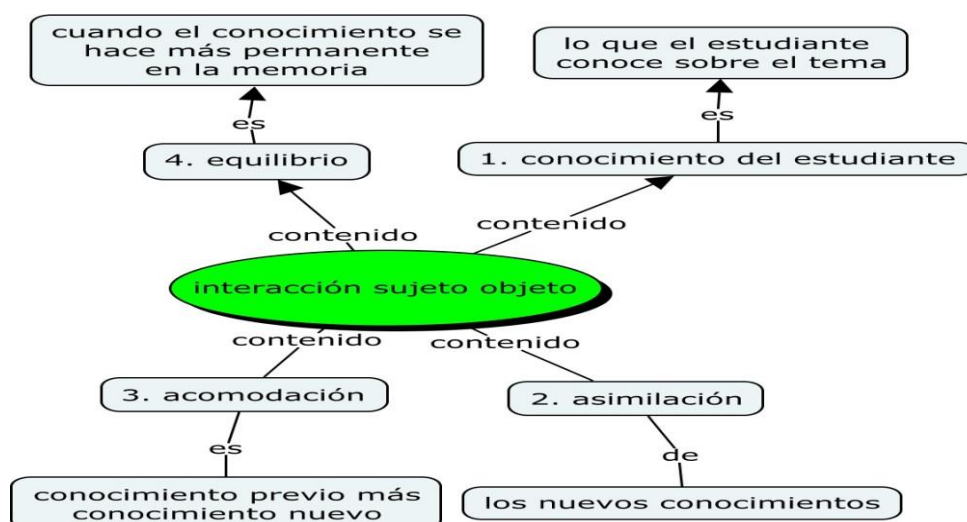 cuando el conocimiento se
hace más permanente
en la memoria
lo que el estudiante
conoce sobre el tema
es
es
4. equilibrio
1. conocimiento del estudiante
contenido
contenido
interacción sujeto objeto
contenido
contenido
3. acomodación
2. asimilación
es
de
conocimiento previo más
conocimiento nuevo
los nuevos conocimientos